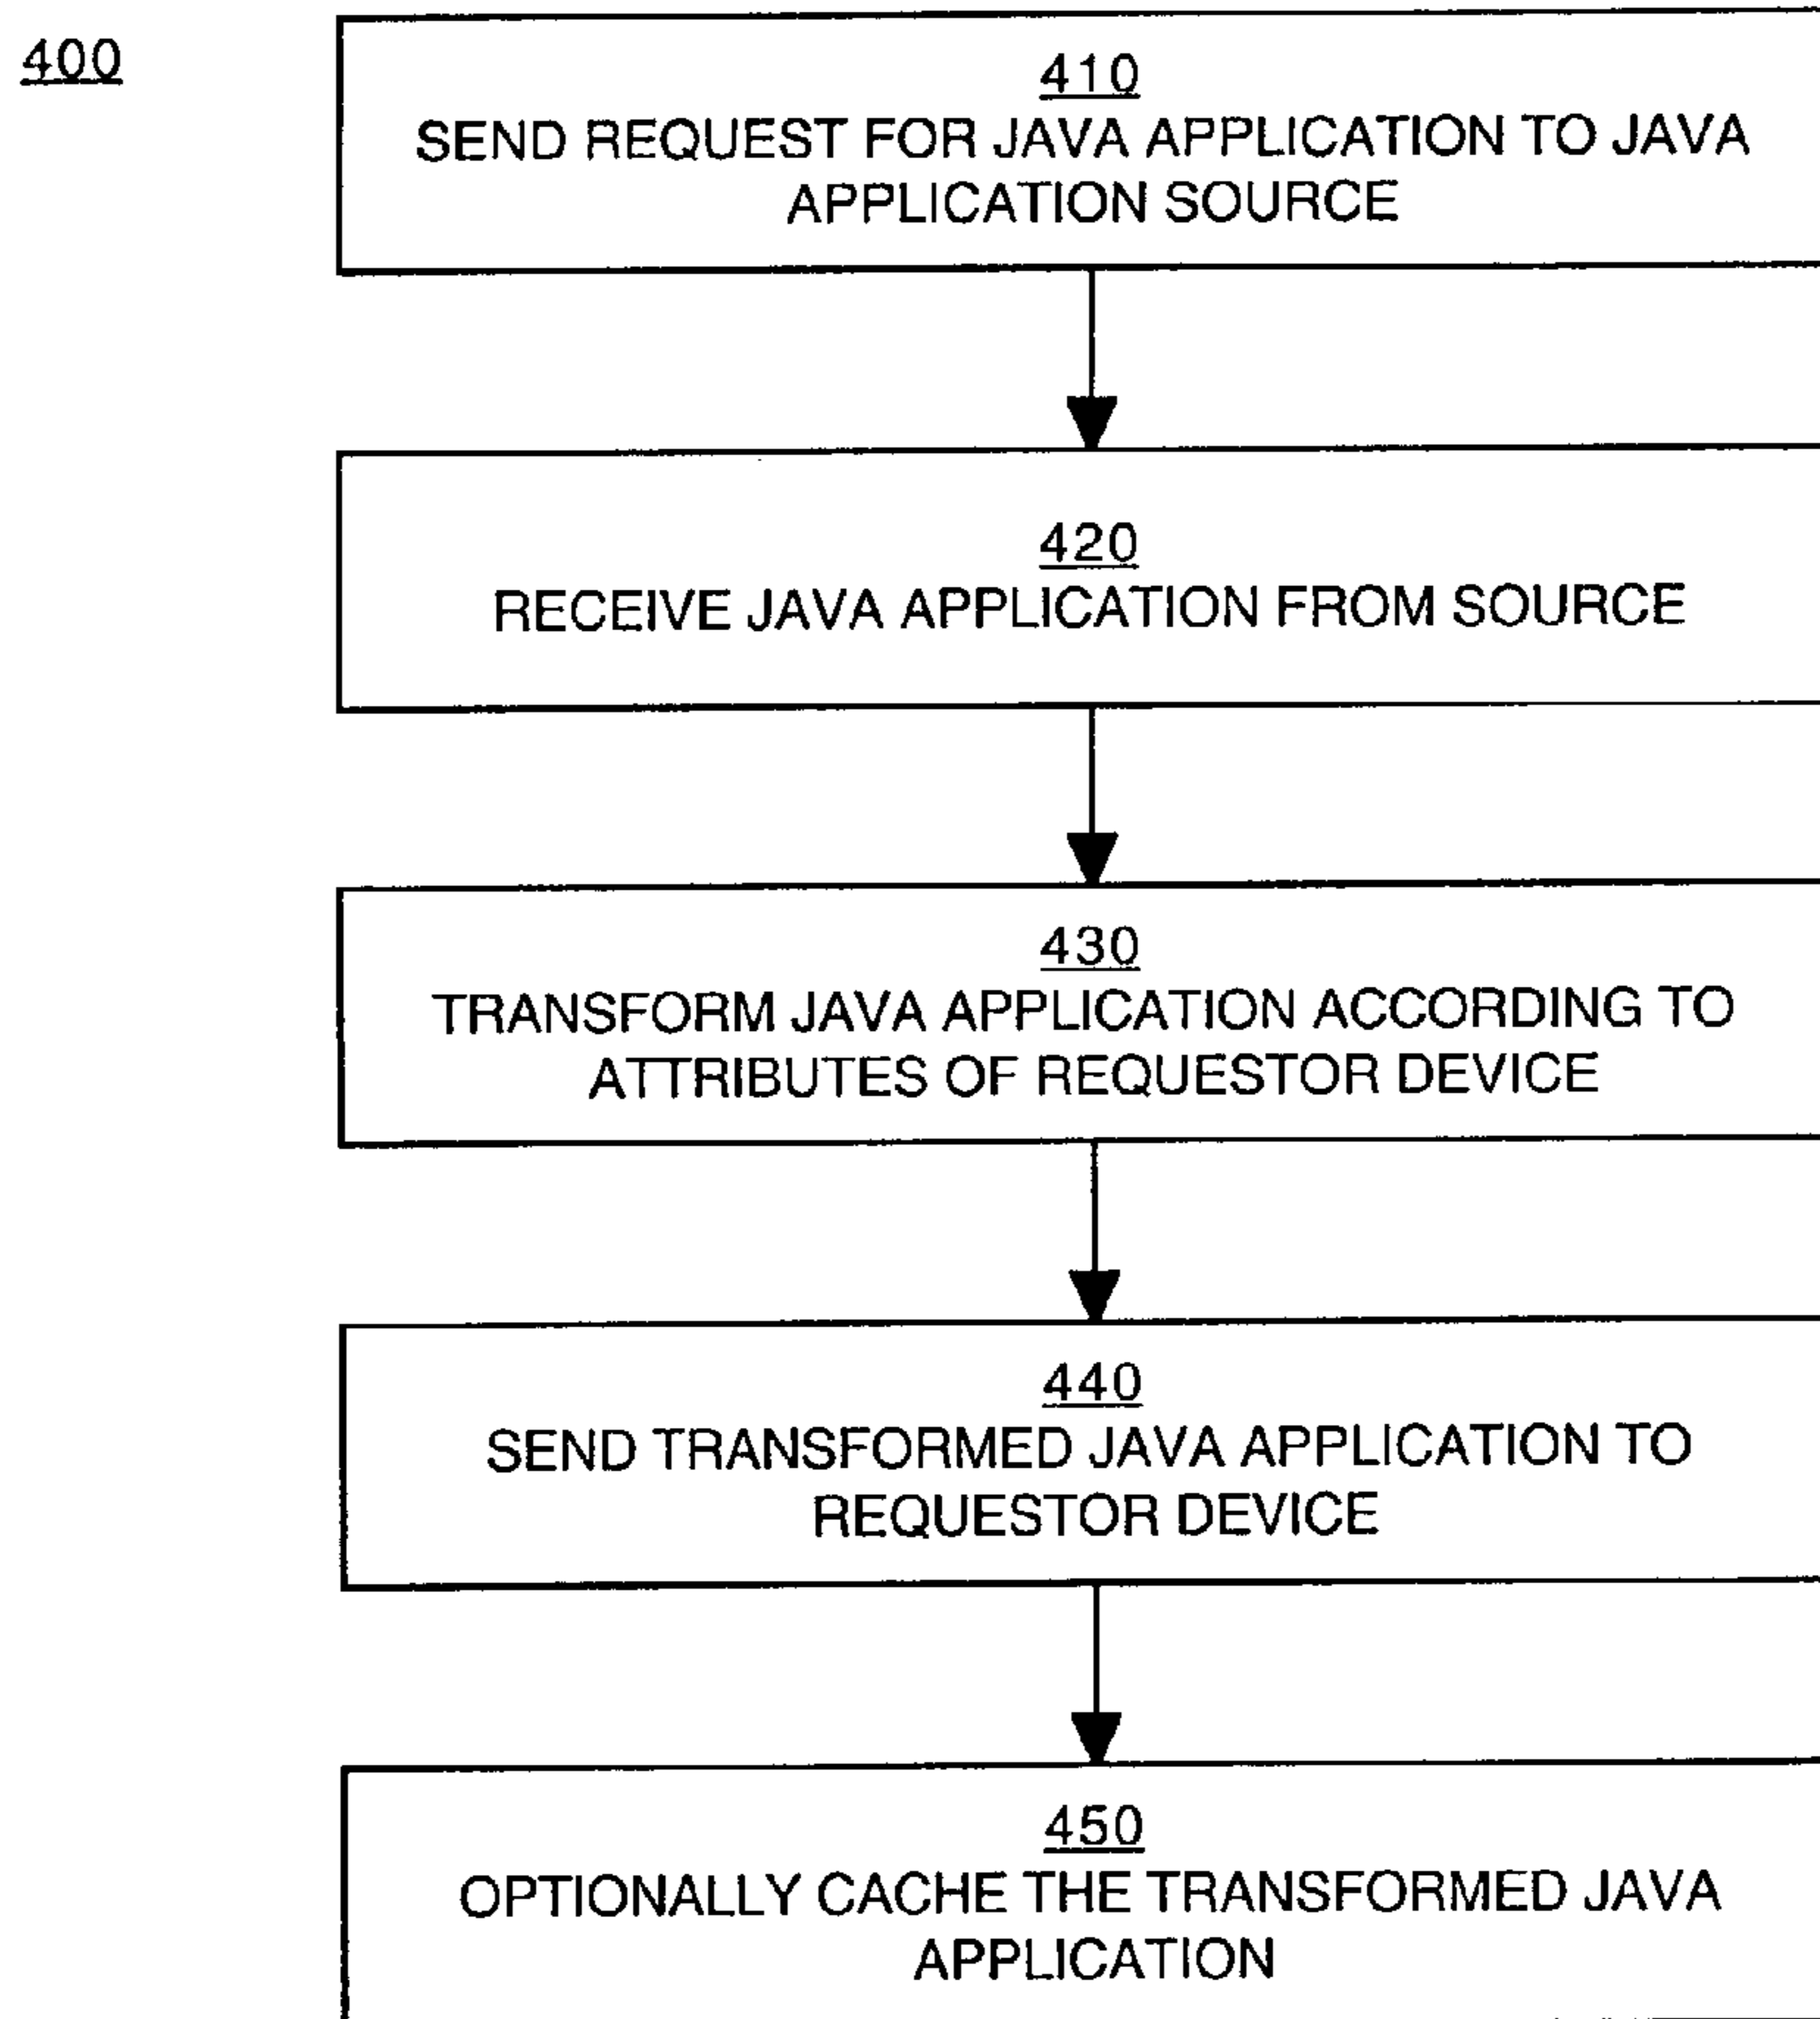 400
410
SEND REQUEST FOR JAVA APPLICATION TO JAVA
APPLICATION SOURCE
420
RECEIVE JAVA APPLICATION FROM SOURCE
430
TRANSFORM JAVA APPLICATION ACCORDING TO
ATTRIBUTES OF REQUESTOR DEVICE
440
SEND TRANSFORMED JAVA APPLICATION TO
REQUESTOR DEVICE
450
OPTIONALLY CACHE THE TRANSFORMED JAVA
APPLICATION